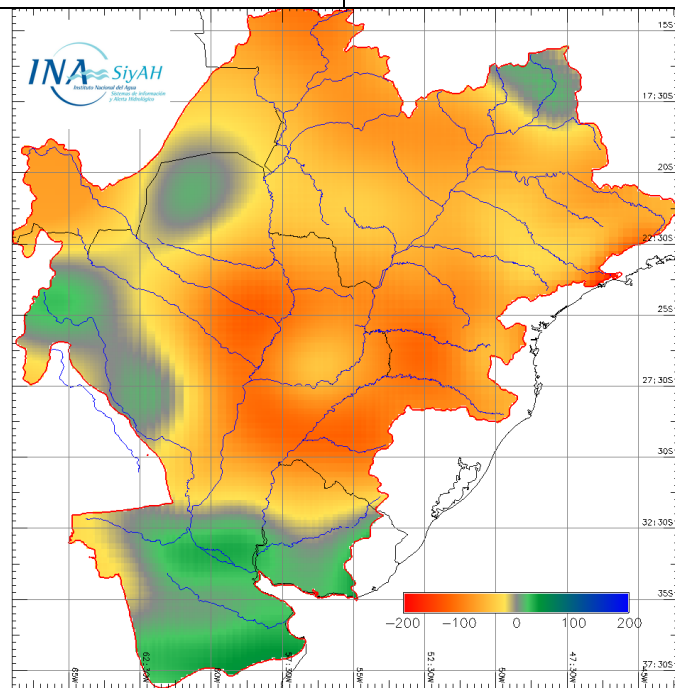 INA SiyAH
Instituto Nacional del Agua
Sistemas de Información
y Alerta Hidrológico
15S
17:30S
20S
22:30S
25S
27:30S
30S
32:30S
35S
37:30S
−200 −100 0 100 200
65W
62:30W
60W
57:30W
55W
52:30W
50W
47:30W